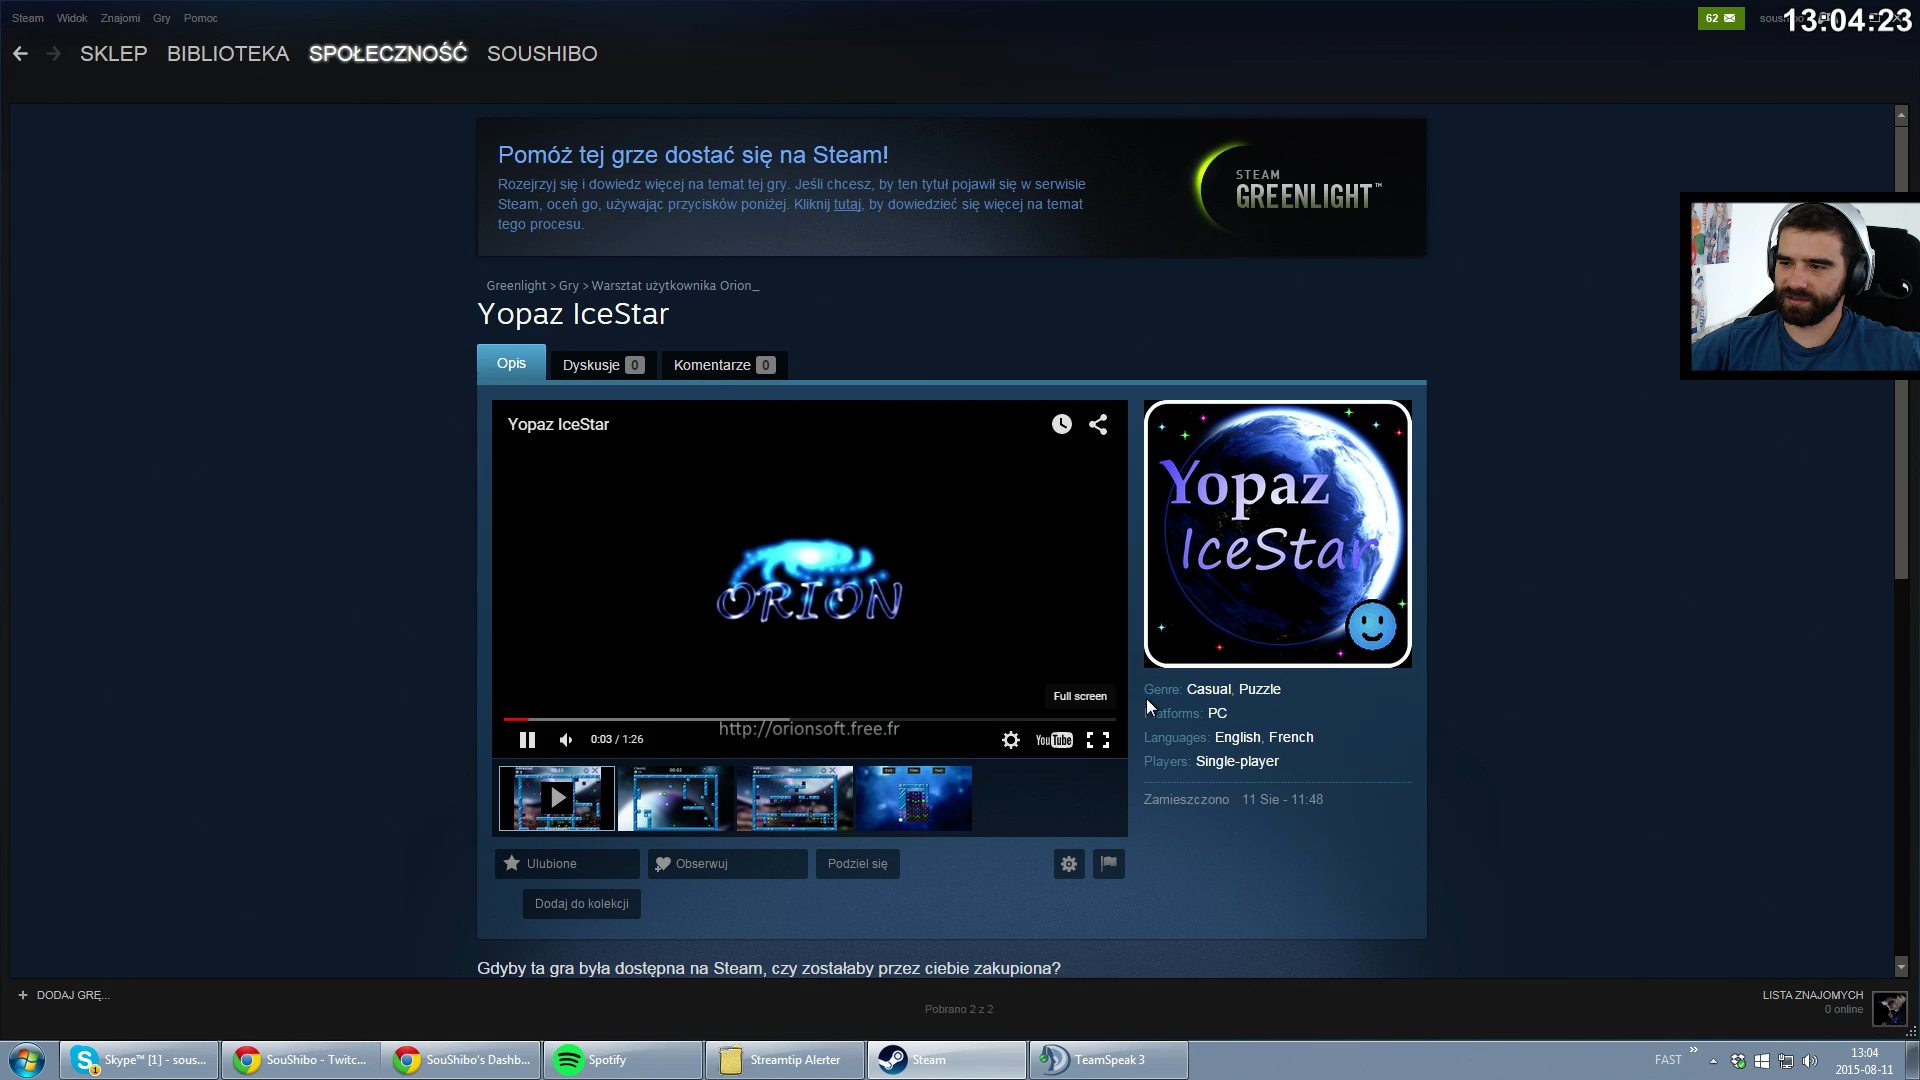 Steam Widok Znajomi Gry Pomoc
62
13:04:23
SKLEP BIBLIOTEKA SPOŁECZNOŚĆ SOUSHIBO
Pomóż tej grze dostać się na Steam!
Rozejrzyj się i dowiedz więcej na temat tej gry. Jeśli chcesz, by ten tytuł pojawił się w serwisie
Steam, oceń go, używając przycisków poniżej. Kliknij tutaj, by dowiedzieć się więcej na temat
tego procesu.
STEAM
GREENLIGHT™
Greenlight > Gry > Warsztat użytkownika Orion_
Yopaz IceStar
Opis
Dyskusje 0
Komentarze 0
Yopaz IceStar
ORION
Full screen
http://orionsoft.free.fr
0:03 / 1:26
YouTube
Yopaz
IceStar
Genre: Casual, Puzzle
Platforms: PC
Languages: English, French
Players: Single-player
Zamieszczono 11 Sie - 11:48
Ulubione
Obserwuj
Podziel się
Dodaj do kolekcji
Gdyby ta gra była dostępna na Steam, czy zostałaby przez ciebie zakupiona?
+ DODAJ GRĘ...
Pobrano 2 z 2
LISTA ZNAJOMYCH
0 online
Skype™ [1] - sous...
SouShibo - Twitc...
SouShibo's Dashb...
Spotify
Streamtip Alerter
Steam
TeamSpeak 3
FAST
13:04
2015-08-11